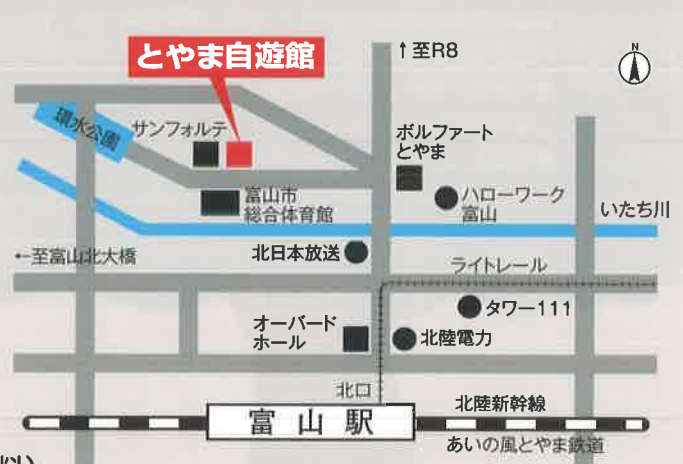 とやま自遊館
↑至R8
N
環水公園
サンフォルテ
ボルファート
とやま
富山市
総合体育館
ハローワーク
富山
いたち川
北日本放送
←至富山北大橋
ライトレール
タワー111
オーバード
ホール
北陸電力
北口
富山駅
北陸新幹線
あいの風とやま鉄道